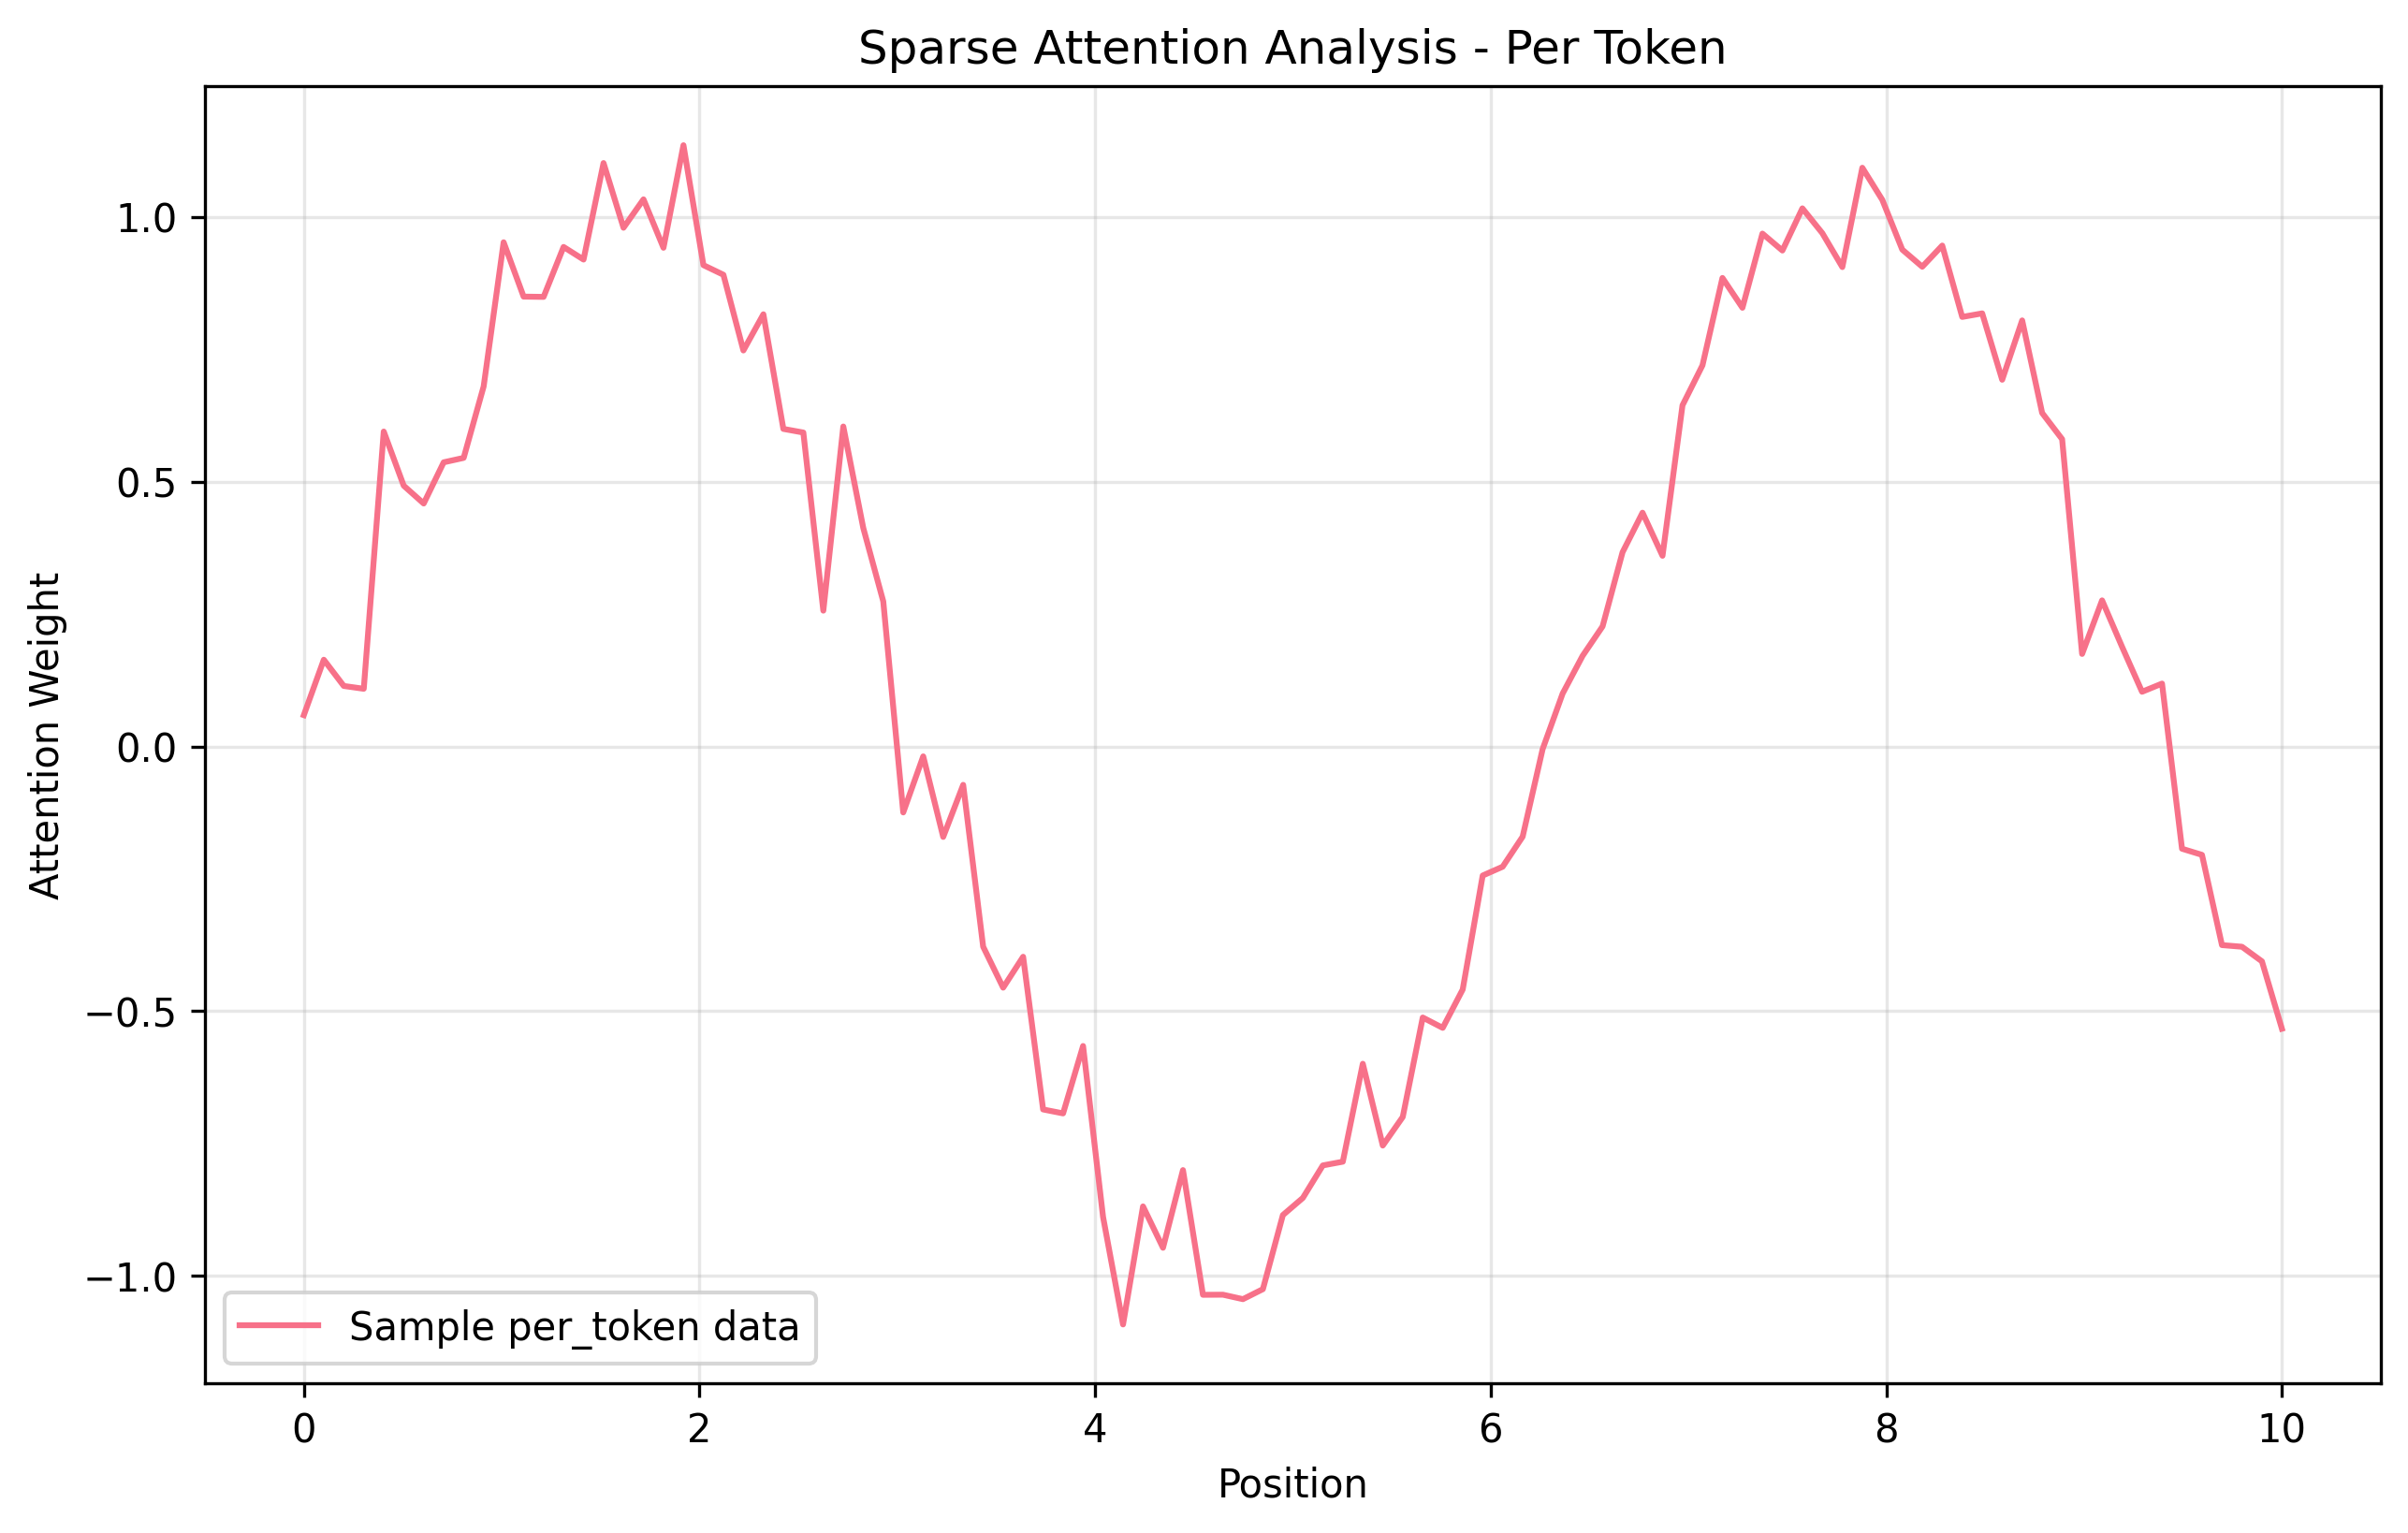 Sparse Attention Analysis - Per Token
Attention Weight
1.0
0.5
0.0
−0.5
−1.0
Sample per_token data
0 2 4 6 8 10
Position